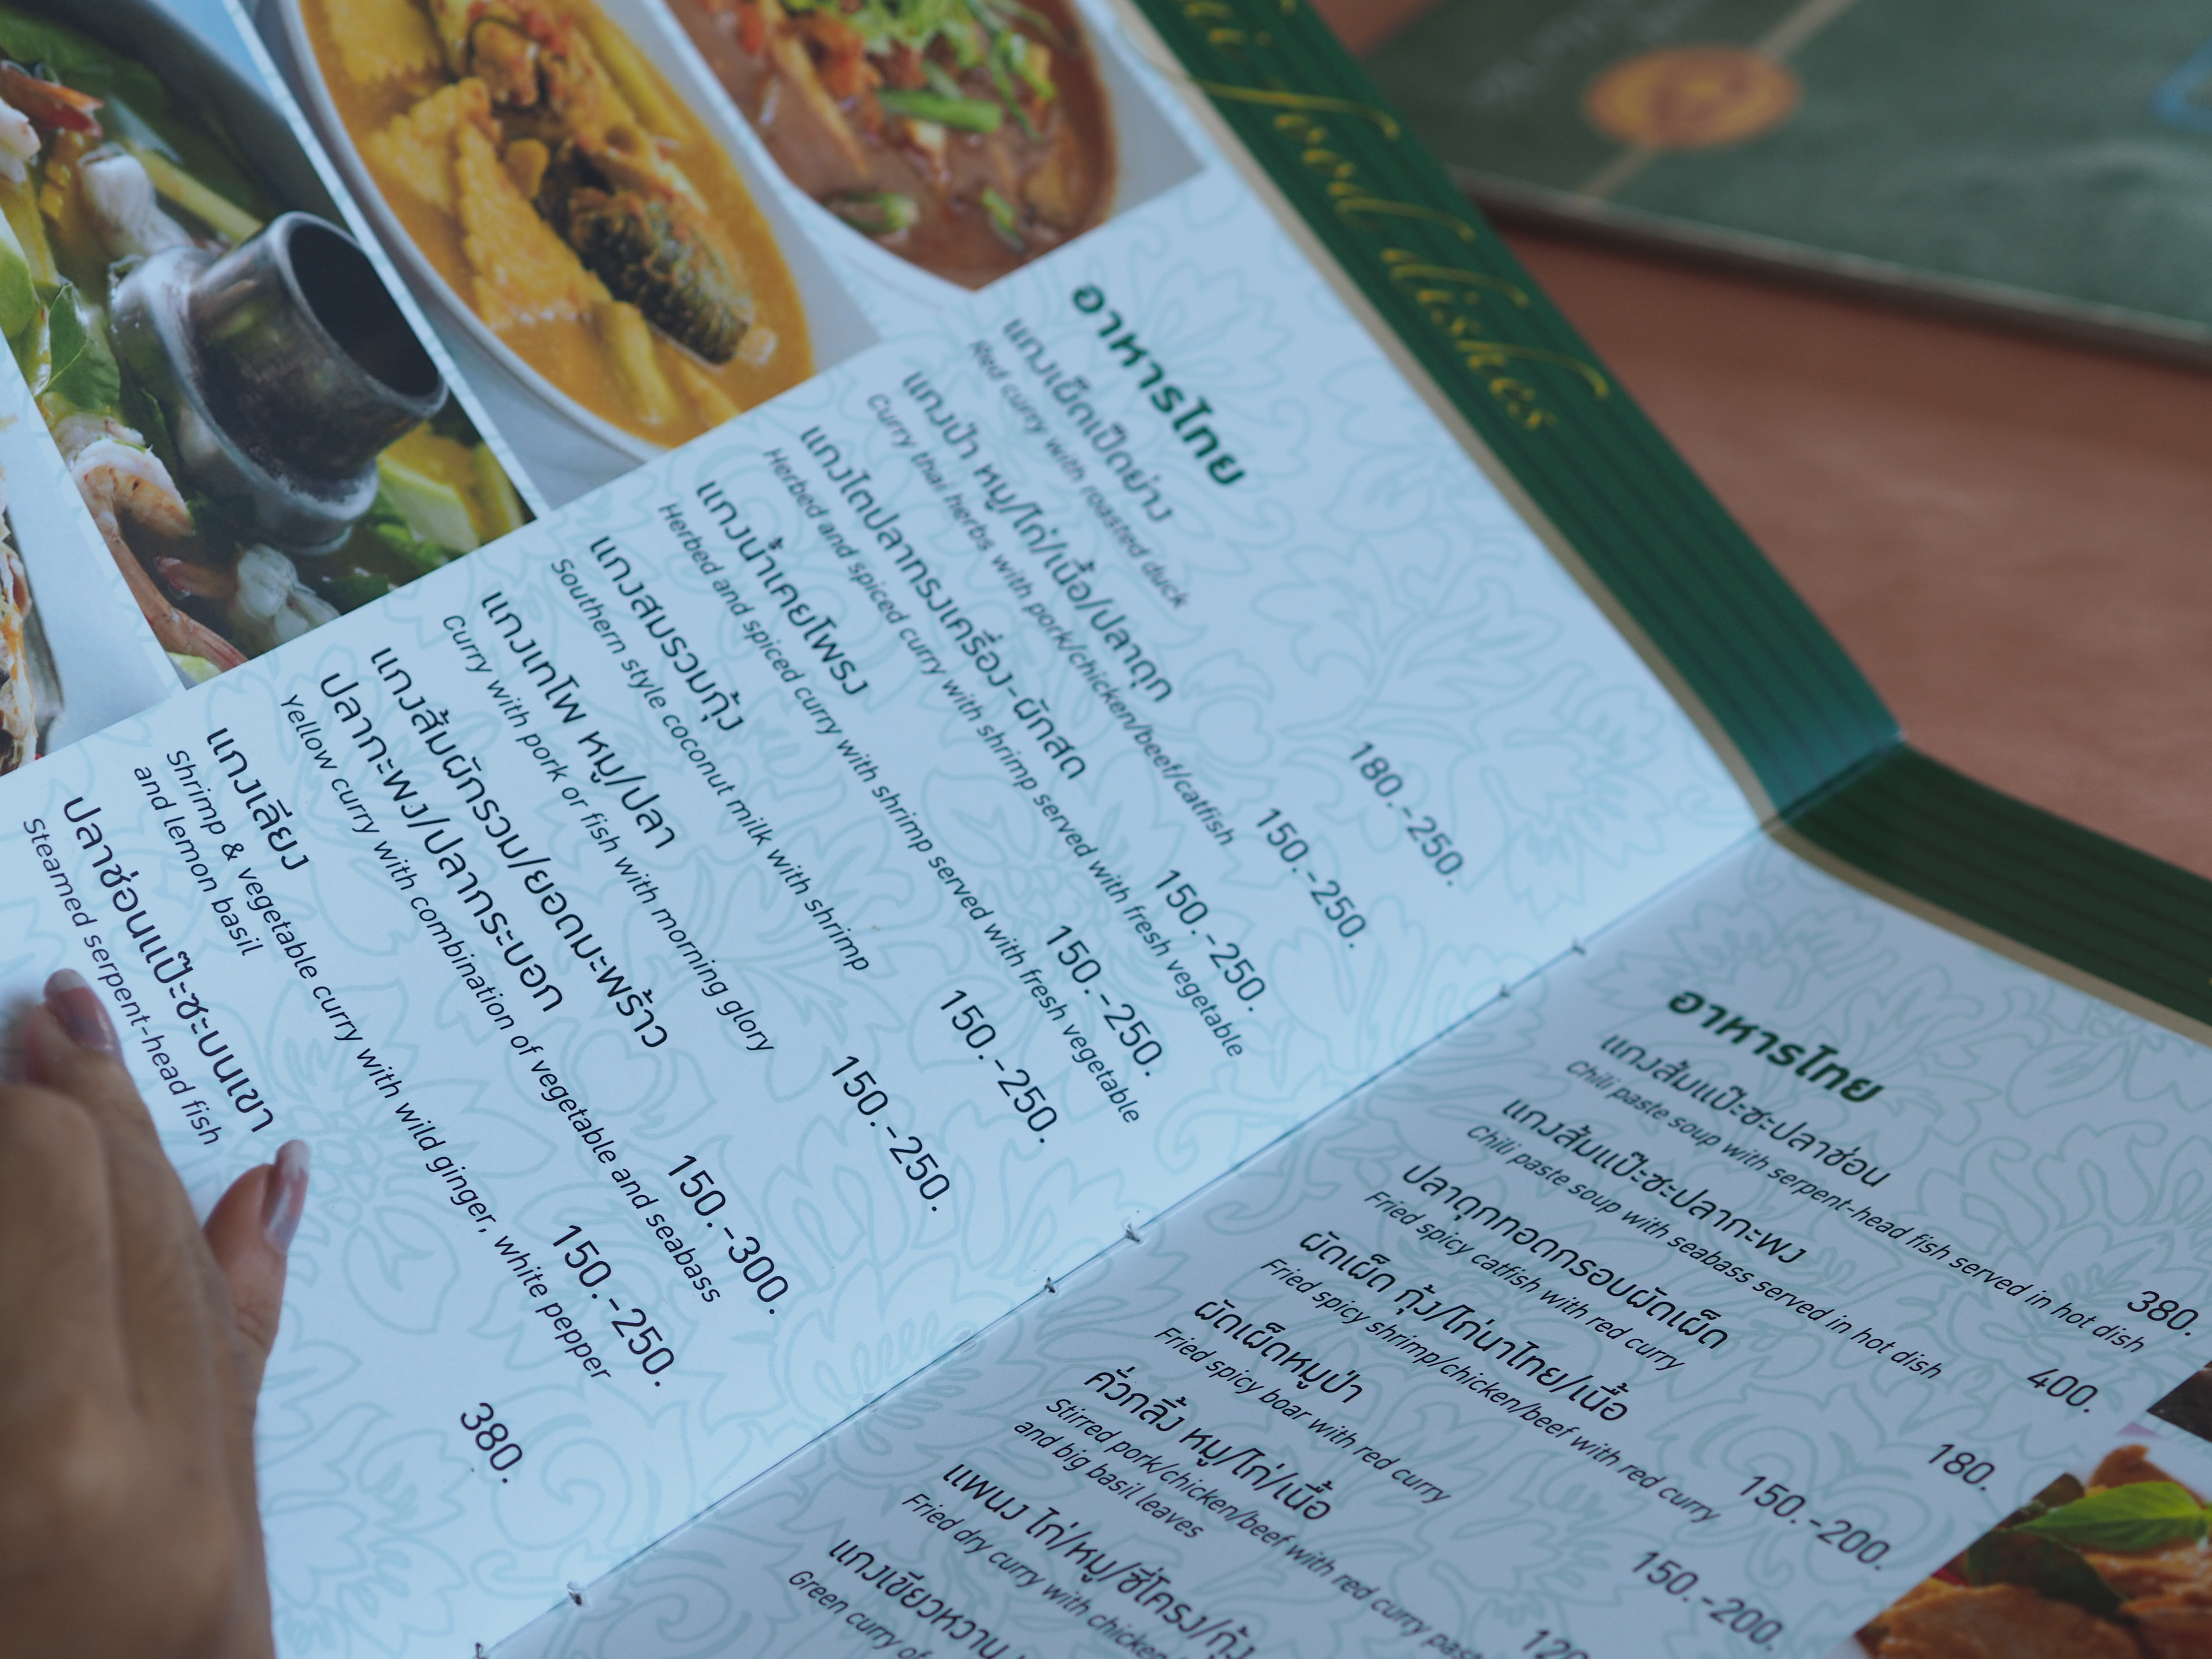 food dishes
อาหารไทย
แกงเผ็ดเป็ดย่าง
Red curry with roasted duck
180.-250.
แกงป่า หมู/ไก่/เนื้อ/ปลาดุก
Curry thai herbs with pork/chicken/beef/catfish
150.-250.
แกงไตปลาทรงเครื่อง-ผักสด
Herbed and spiced curry with shrimp served with fresh vegetable
150.-250.
แกงน้ำเคยโพรง
Herbed and spiced curry with shrimp served with fresh vegetable
150.-250.
แกงสมรวมกุ้ง
Southern style coconut milk with shrimp
150.-250.
แกงเทโพ หมู/ปลา
Curry with pork or fish with morning glory
150.-250.
แกงส้มผักรวม/ยอดมะพร้าว
ปลากะพง/ปลากระบอก
Yellow curry with combination of vegetable and seabass
150.-300.
แกงเลียง
Shrimp & vegetable curry with wild ginger, white pepper
and lemon basil
150.-250.
ปลาช่อนแป๊ะซะบนเขา
Steamed serpent-head fish
380.
อาหารไทย
แกงส้มแป๊ะซะปลาช่อน
Chili paste soup with serpent-head fish served in hot dish
380.
แกงส้มแป๊ะซะปลากะพง
Chili paste soup with seabass served in hot dish
400.
ปลาดุกทอดกรอบผัดเผ็ด
Fried spicy catfish with red curry
180.
ผัดเผ็ด กุ้ง/ไก่นาไทย/เนื้อ
Fried spicy shrimp/chicken/beef with red curry
150.-200.
ผัดเผ็ดหมูป่า
Fried spicy boar with red curry
150.-200.
คั่วกลิ้ง หมู/ไก่/เนื้อ
Stirred pork/chicken/beef with red curry paste
and big basil leaves
120
แพนง ไก่/หมู/ซี่โครง/กุ้ง
Fried dry curry with chicken/
แกงเขียวหวาน
Green curry of